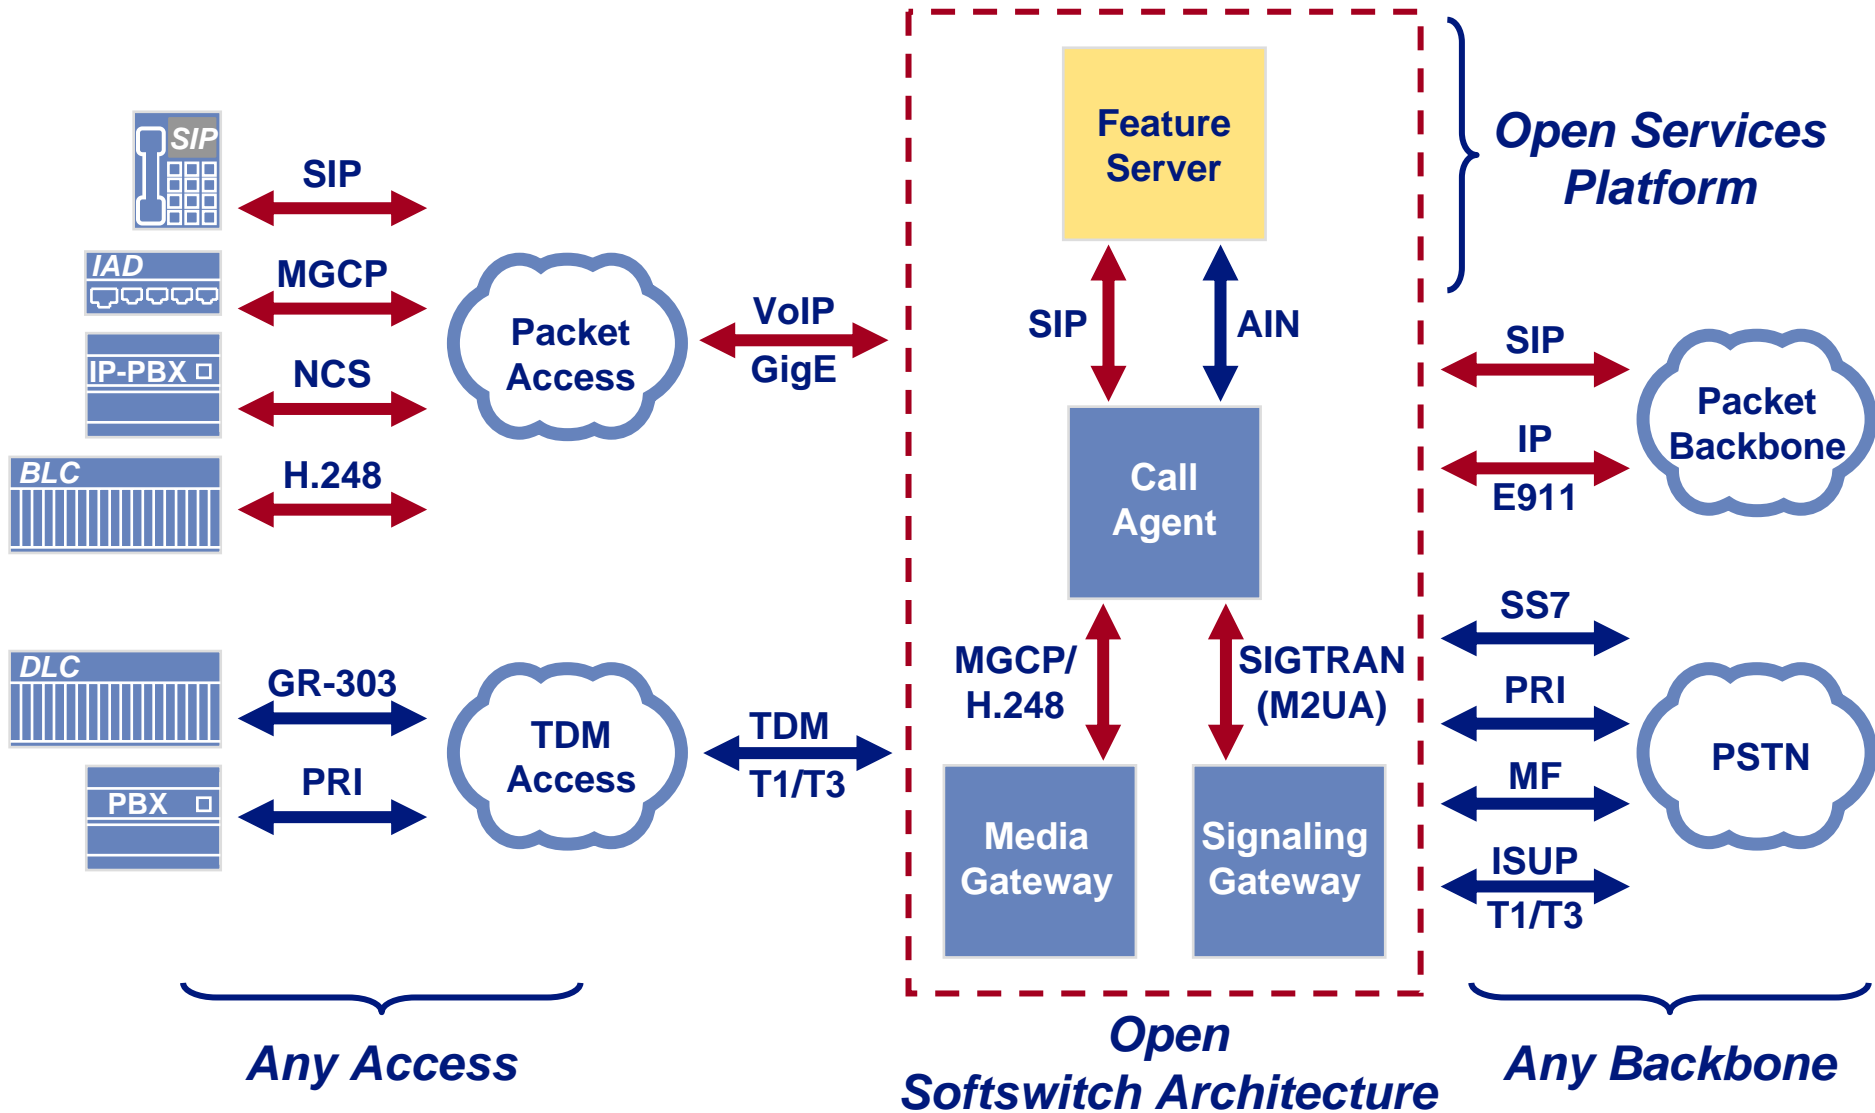 SIP
SIP
IAD
MGCP
IP-PBX
NCS
BLC
H.248
Packet
Access
VoIP
GigE
DLC
GR-303
PBX
PRI
TDM
Access
TDM
T1/T3
Any Access
Feature
Server
SIP
AIN
Call
Agent
MGCP/
H.248
SIGTRAN
(M2UA)
Media
Gateway
Signaling
Gateway
Open
Softswitch Architecture
Open Services
Platform
SIP
IP
E911
Packet
Backbone
SS7
PRI
MF
ISUP
T1/T3
PSTN
Any Backbone